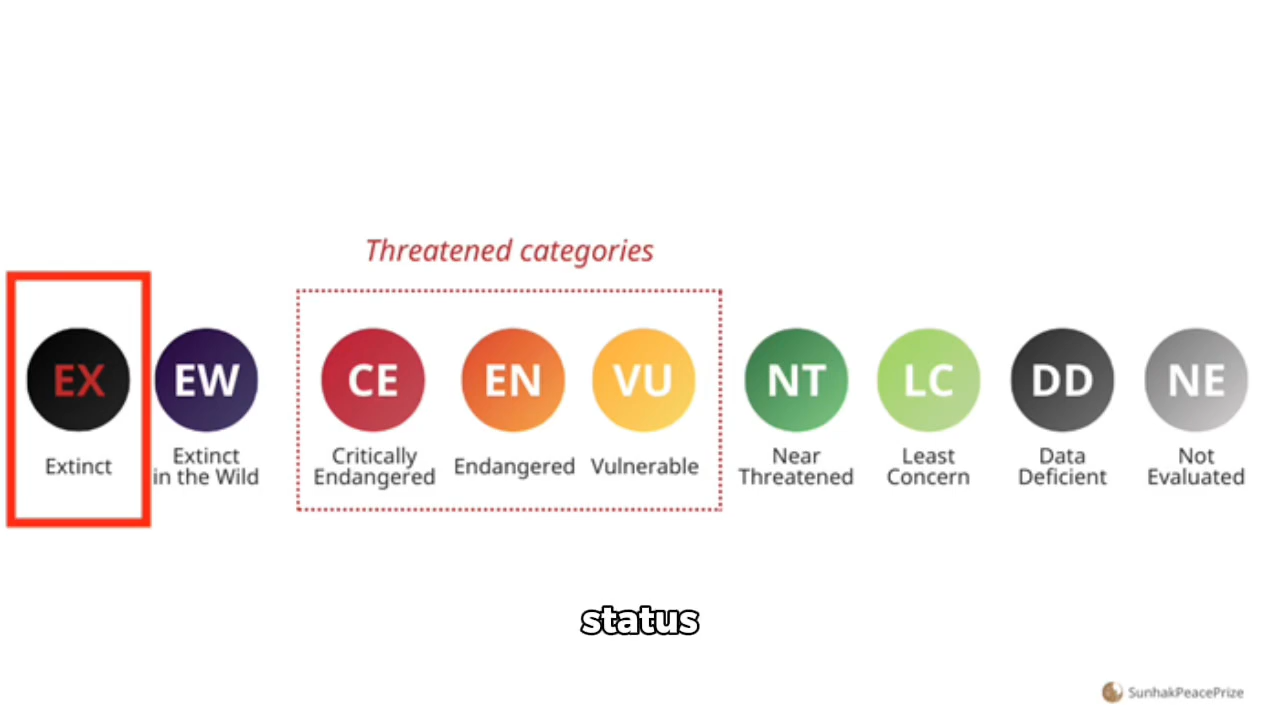 Threatened categories
EX EW CE EN VU NT LC DD NE
Extinct
Extinct
in the Wild
Critically
Endangered
Endangered
Vulnerable
Near
Threatened
Least
Concern
Data
Deficient
Not
Evaluated
status
SunhakPeacePrize